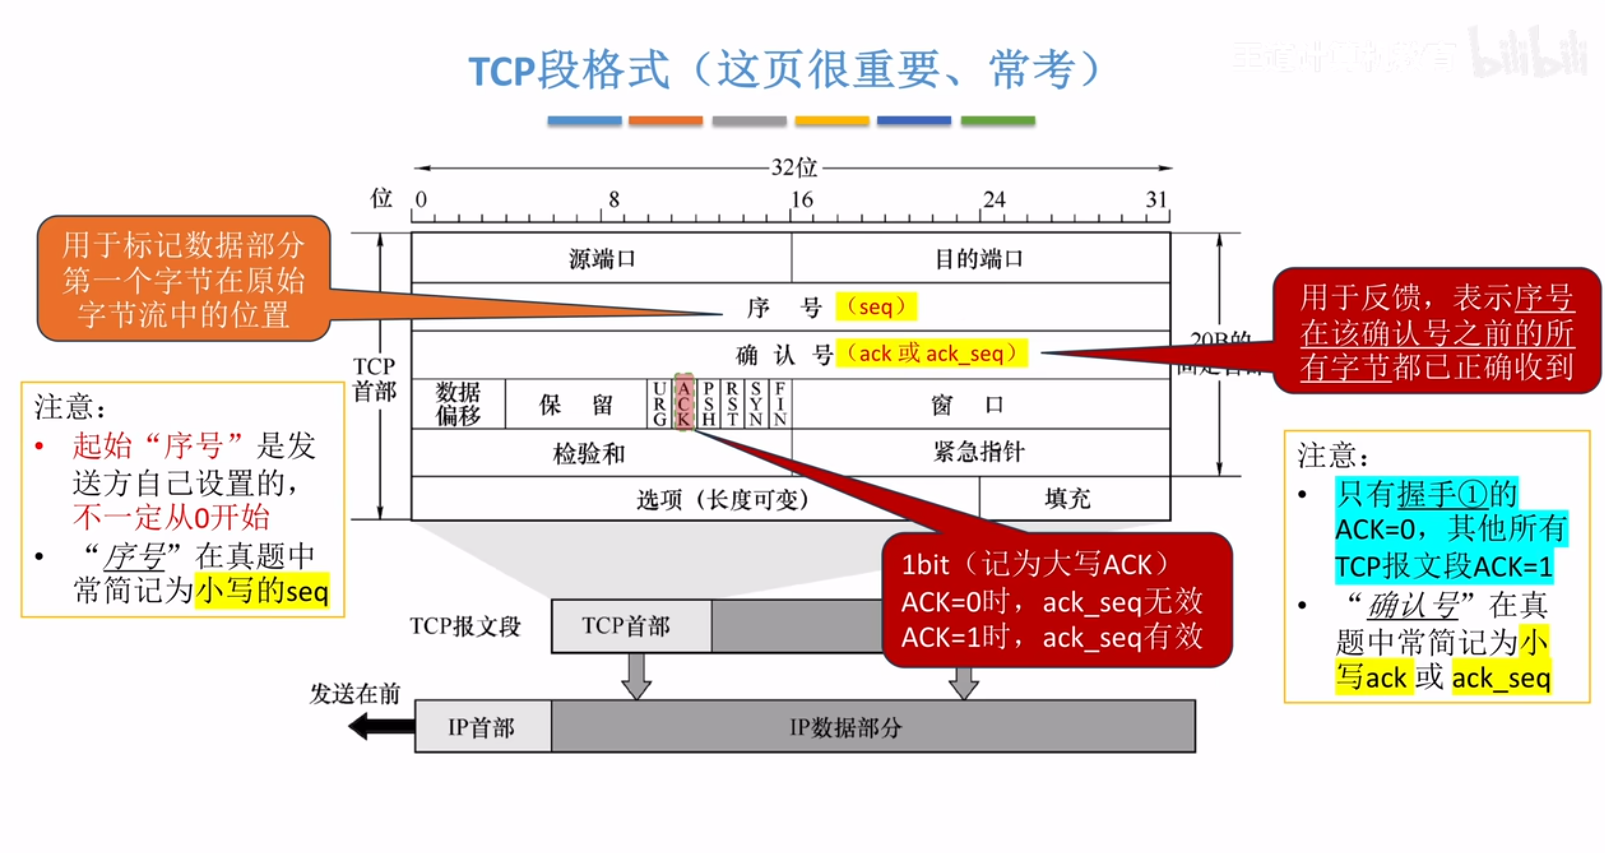 TCP段格式（这页很重要、常考）
王道计算机教育
bilibili
32位
位 0 8 16 24 31
用于标记数据部分
第一个字节在原始
字节流中的位置
源端口 目的端口
序 号 （seq）
确 认 号 （ack 或 ack_seq）
用于反馈，表示序号
在该确认号之前的所
有字节都已正确收到
TCP
首部
20B的
数据
偏移
保 留
URG ACK PSH RST SYN FIN
窗 口
检验和 紧急指针
选项（长度可变） 填充
注意：
• 起始“序号”是发
送方自己设置的，
不一定从0开始
• “序号”在真题中
常简记为小写的seq
1bit（记为大写ACK）
ACK=0时，ack_seq无效
ACK=1时，ack_seq有效
注意：
• 只有握手①的
ACK=0，其他所有
TCP报文段ACK=1
• “确认号”在真
题中常简记为小
写ack 或 ack_seq
TCP报文段 TCP首部
发送在前
IP首部 IP数据部分